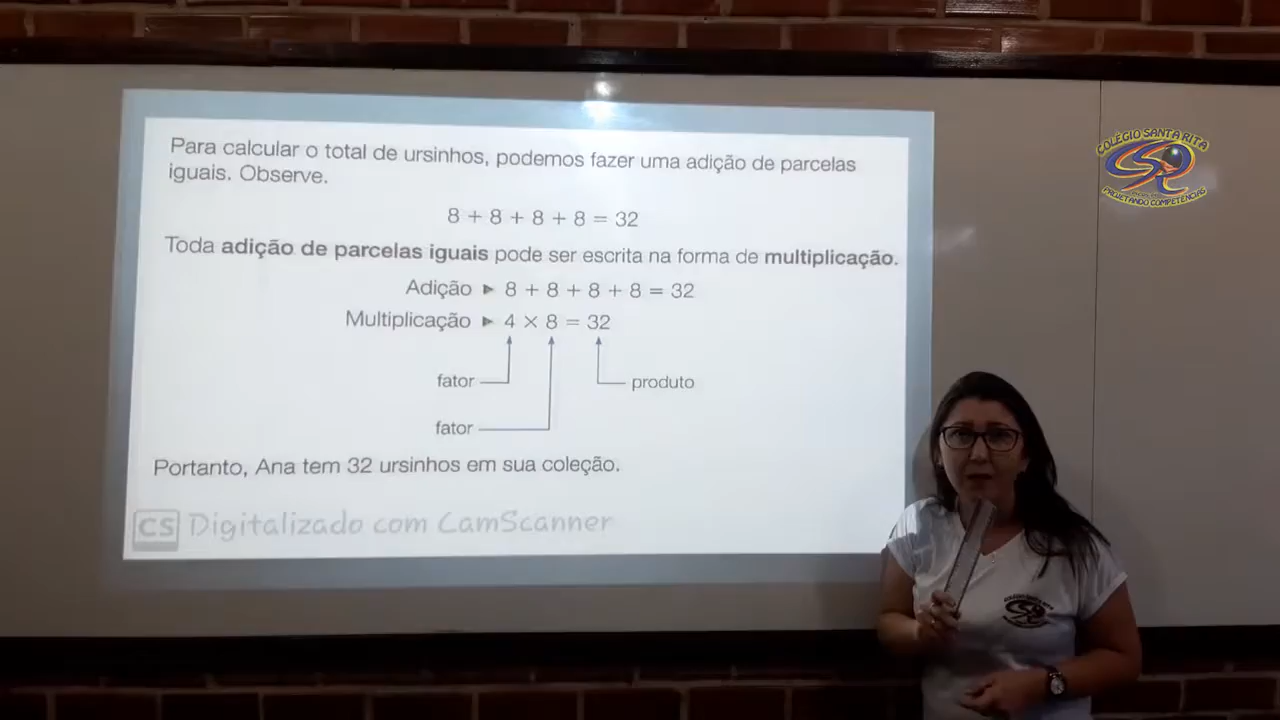 Para calcular o total de ursinhos, podemos fazer uma adição de parcelas
iguais. Observe.
8 + 8 + 8 + 8 = 32
Toda adição de parcelas iguais pode ser escrita na forma de multiplicação.
Adição ► 8 + 8 + 8 + 8 = 32
Multiplicação ► 4 × 8 = 32
fator
produto
fator
Portanto, Ana tem 32 ursinhos em sua coleção.
CS Digitalizado com CamScanner
COLÉGIO SANTA RITA
PROJETANDO COMPETÊNCIAS